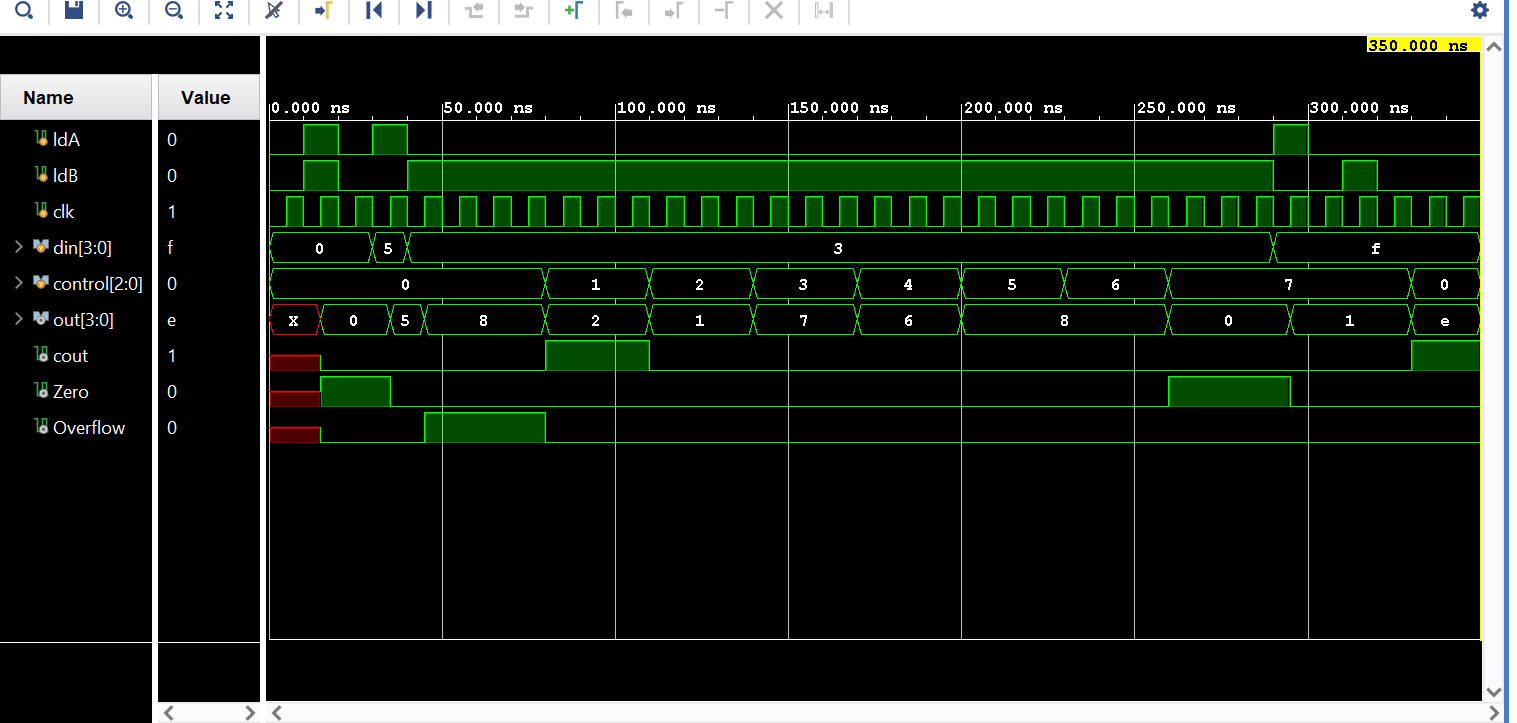 350.000 ns
Name Value
0.000 ns 50.000 ns 100.000 ns 150.000 ns 200.000 ns 250.000 ns 300.000 ns
ldA 0
ldB 0
clk 1
din[3:0] f 0 5 3 f
control[2:0] 0 0 1 2 3 4 5 6 7 0
out[3:0] e X 0 5 8 2 1 7 6 8 0 1 e
cout 1
Zero 0
Overflow 0